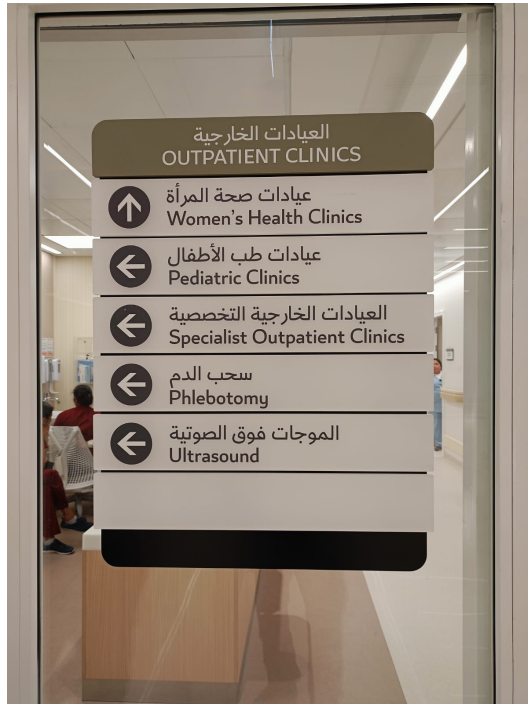 العيادات الخارجية
OUTPATIENT CLINICS
عيادات صحة المرأة
Women's Health Clinics
عيادات طب الأطفال
Pediatric Clinics
العيادات الخارجية التخصصية
Specialist Outpatient Clinics
سحب الدم
Phlebotomy
الموجات فوق الصوتية
Ultrasound